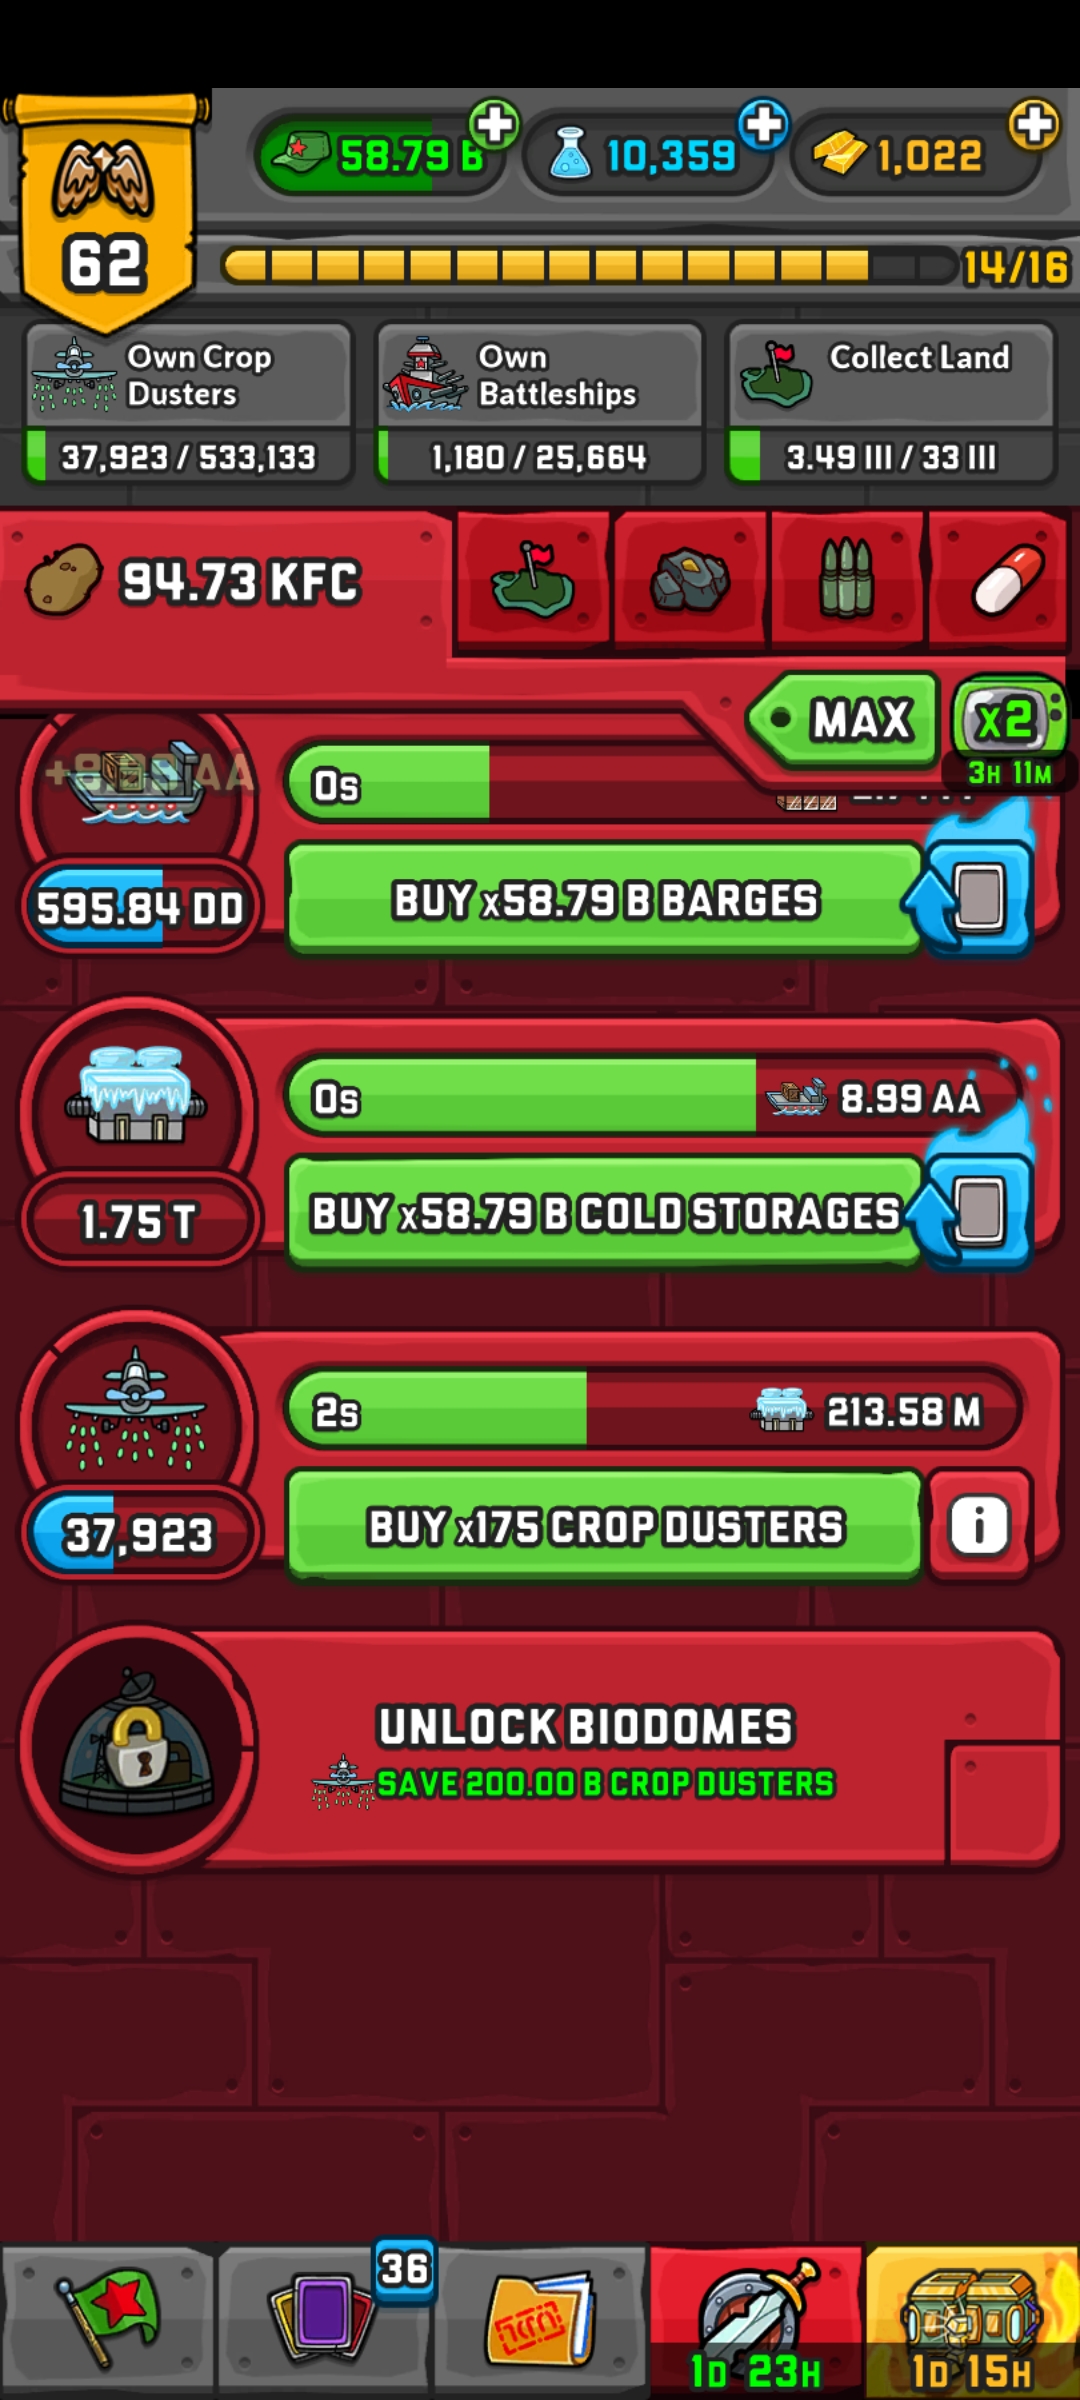 58.79 B
10,359
1,022
62
14/16
Own Crop Dusters
Own Battleships
Collect Land
37,923 / 533,133
1,180 / 25,664
3.49 III / 33 III
94.73 KFC
MAX
x2
3H 11M
0s
595.84 DD
BUY x58.79 B BARGES
0s
8.99 AA
1.75 T
BUY x58.79 B COLD STORAGES
2s
213.58 M
37,923
BUY x175 CROP DUSTERS
i
UNLOCK BIODOMES
SAVE 200.00 B CROP DUSTERS
36
1D 23H
1D 15H